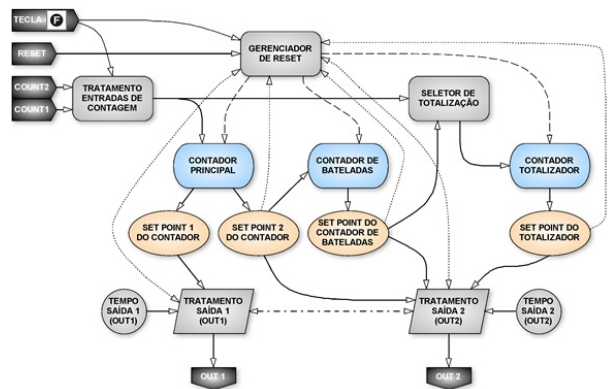 TECLA= F
RESET
COUNT2
COUNT1
TRATAMENTO
ENTRADAS DE
CONTAGEM
GERENCIADOR
DE RESET
SELETOR DE
TOTALIZAÇÃO
CONTADOR
PRINCIPAL
CONTADOR DE
BATELADAS
CONTADOR
TOTALIZADOR
SET POINT 1
DO CONTADOR
SET POINT 2
DO CONTADOR
SET POINT DO
CONTADOR DE
BATELADAS
SET POINT DO
TOTALIZADOR
TEMPO
SAÍDA 1
(OUT1)
TRATAMENTO
SAÍDA 1
(OUT1)
TRATAMENTO
SAÍDA 2
(OUT2)
TEMPO
SAÍDA 2
(OUT2)
OUT 1
OUT 2